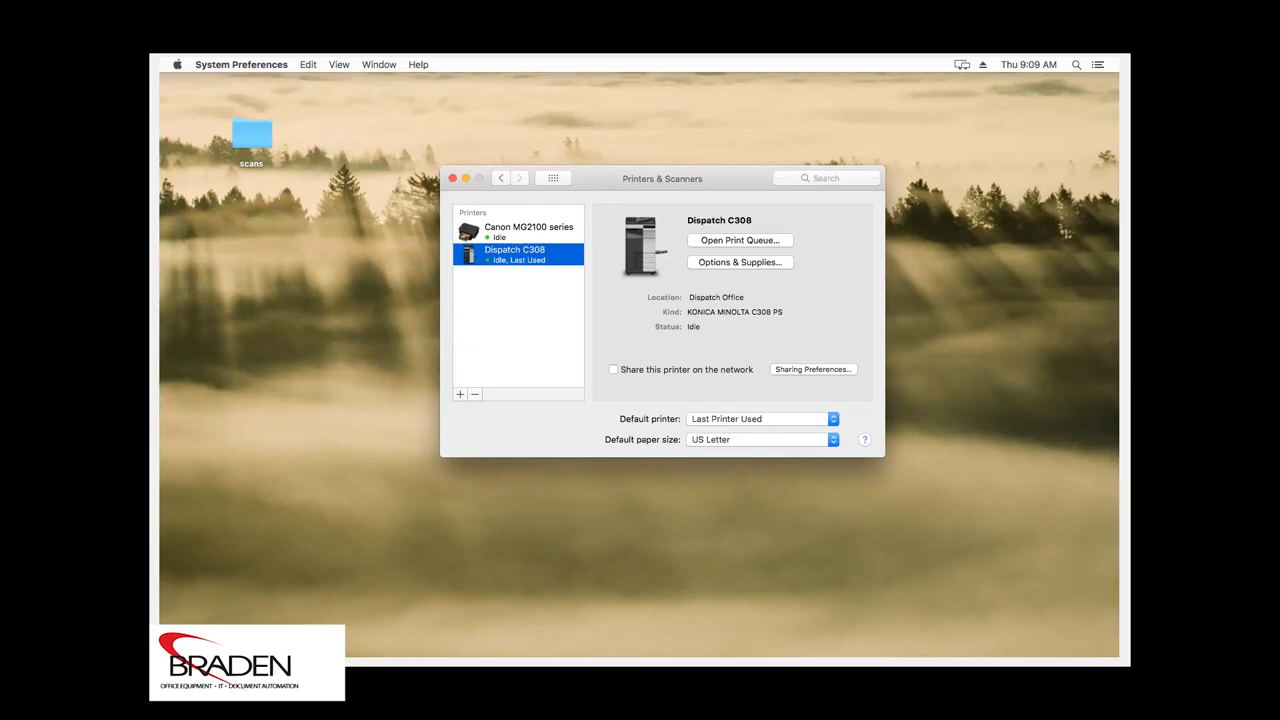 System Preferences Edit View Window Help
Thu 9:09 AM
scans
Printers & Scanners
Search
Printers
Canon MG2100 series
Idle
Dispatch C308
Idle, Last Used
Dispatch C308
Open Print Queue...
Options & Supplies...
Location: Dispatch Office
Kind: KONICA MINOLTA C308 PS
Status: Idle
Share this printer on the network
Sharing Preferences...
Default printer: Last Printer Used
Default paper size: US Letter
?
BRADEN
OFFICE EQUIPMENT • IT • DOCUMENT AUTOMATION